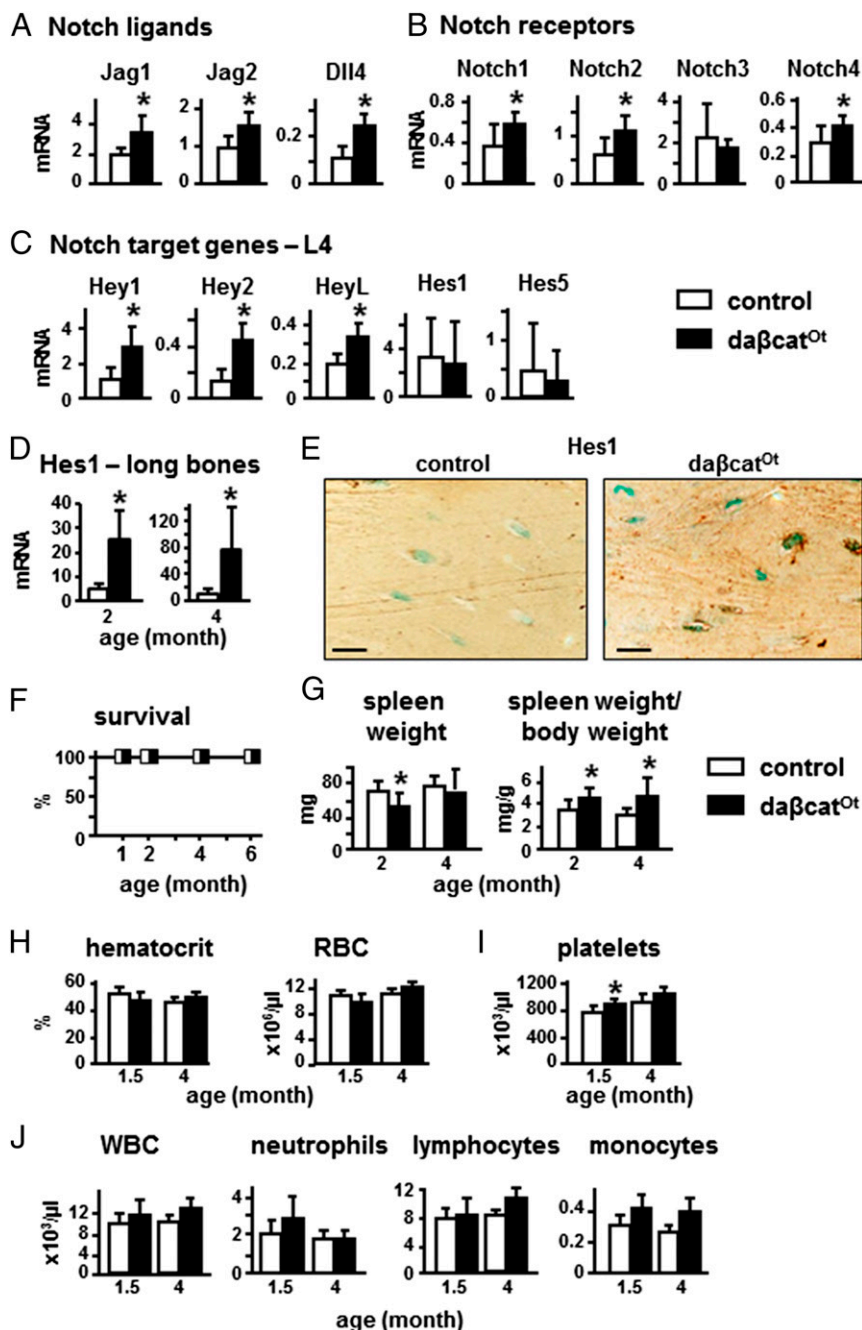 A Notch ligands
B Notch receptors
Jag1 Jag2 Dll4
Notch1 Notch2 Notch3 Notch4
mRNA
4
2
0
*
2
1
0
*
0.2
0
*
mRNA
0.8
0.4
0
*
1
0
*
4
2
0
0.6
0.4
0.2
0
*
C Notch target genes – L4
Hey1 Hey2 HeyL Hes1 Hes5
mRNA
4
2
0
*
0.4
0
*
0.4
0.2
0
*
4
0
1
0
control
daβcatOt
D
Hes1 – long bones
mRNA
50
40
30
20
10
0
*
2
120
80
40
0
*
4
age (month)
E
Hes1
control daβcatOt
F
survival
%
100
50
0
1 2 4 6
age (month)
G
spleen
weight
mg
80
40
0
*
2 4
spleen weight/
body weight
mg/g
6
4
2
0
* *
2 4
age (month)
control
daβcatOt
H
hematocrit
%
60
40
20
0
1.5 4
RBC
x10⁶/µl
12
8
4
0
1.5 4
age (month)
I
platelets
x10³/µl
1200
800
400
0
*
1.5 4
age (month)
J
WBC neutrophils lymphocytes monocytes
x10³/µl
12
8
4
0
1.5 4
4
2
0
1.5 4
12
8
4
0
1.5 4
0.4
0.2
0
1.5 4
age (month)